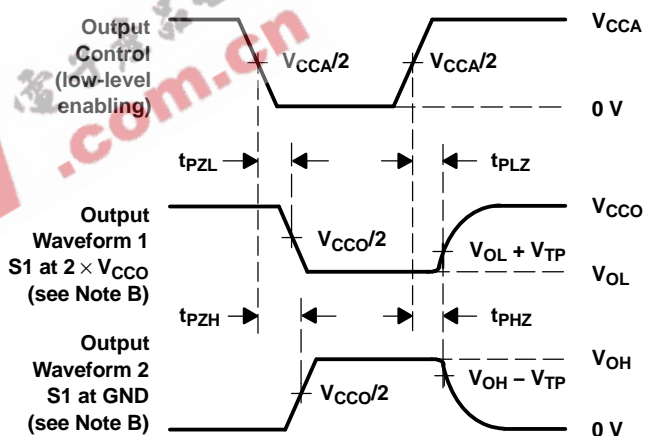 Output
Control
(low-level
enabling)
V_CCA/2
V_CCA/2
V_CCA
0 V
t_PZL
t_PLZ
Output
Waveform 1
S1 at 2 × V_CCO
(see Note B)
V_CCO/2
V_CCO
V_OL + V_TP
V_OL
t_PZH
t_PHZ
Output
Waveform 2
S1 at GND
(see Note B)
V_CCO/2
V_OH
V_OH − V_TP
0 V
.com.cn